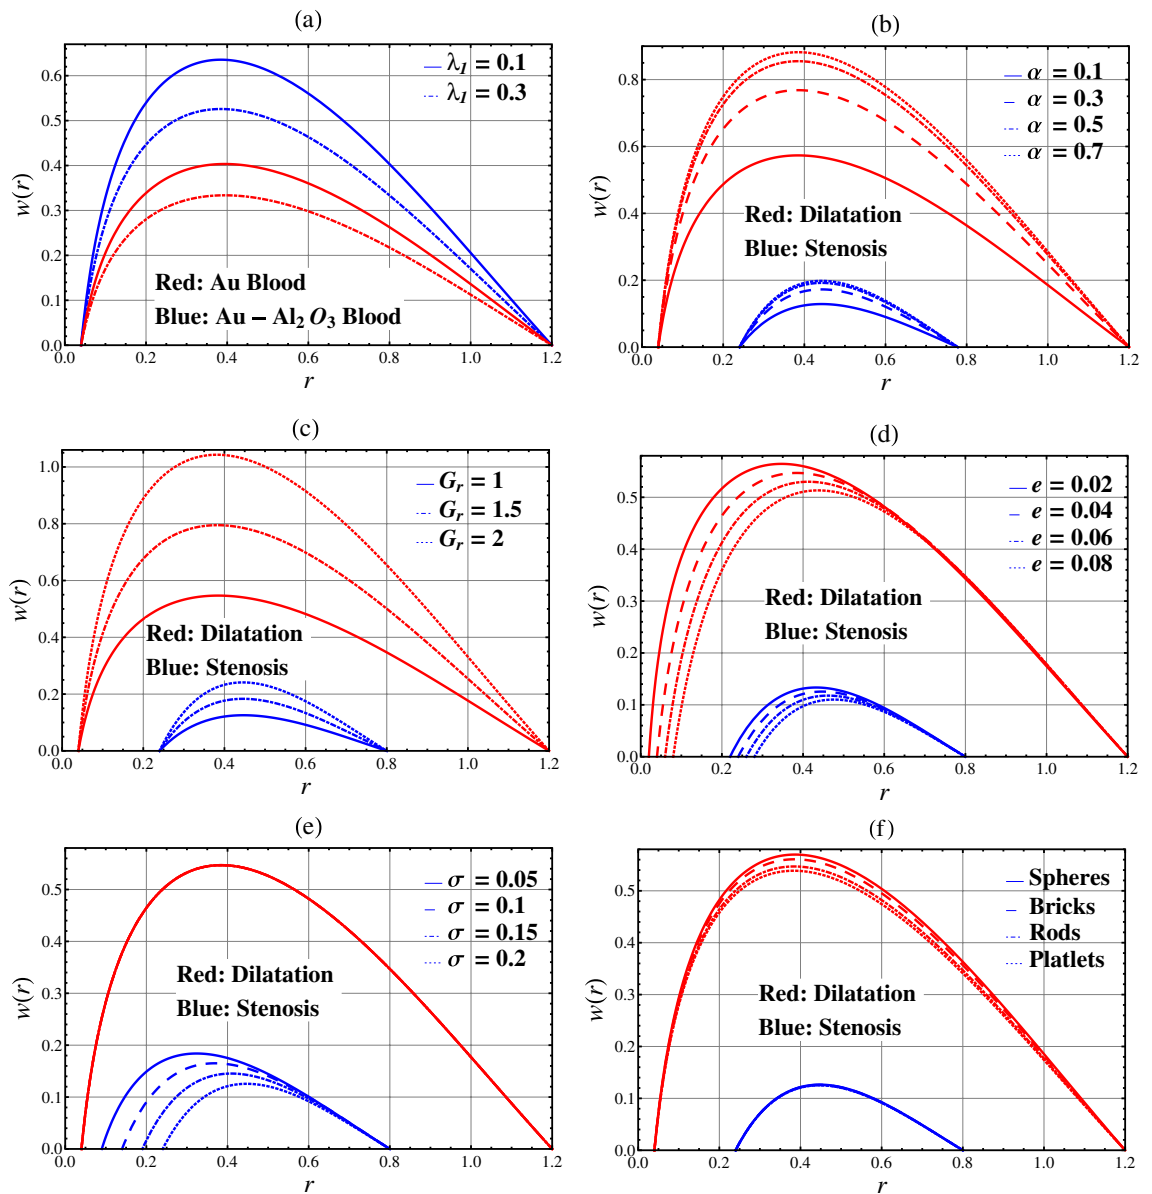 (a)
λ₁ = 0.1
λ₁ = 0.3
Red: Au Blood
Blue: Au − Al₂ O₃ Blood
w(r)
0.6
0.5
0.4
0.3
0.2
0.1
0.0
0.0 0.2 0.4 0.6 0.8 1.0 1.2
r
(b)
α = 0.1
α = 0.3
α = 0.5
α = 0.7
Red: Dilatation
Blue: Stenosis
w(r)
0.8
0.6
0.4
0.2
0.0
0.0 0.2 0.4 0.6 0.8 1.0 1.2
r
(c)
Gᵣ = 1
Gᵣ = 1.5
Gᵣ = 2
Red: Dilatation
Blue: Stenosis
w(r)
1.0
0.8
0.6
0.4
0.2
0.0
0.0 0.2 0.4 0.6 0.8 1.0 1.2
r
(d)
e = 0.02
e = 0.04
e = 0.06
e = 0.08
Red: Dilatation
Blue: Stenosis
w(r)
0.5
0.4
0.3
0.2
0.1
0.0
0.0 0.2 0.4 0.6 0.8 1.0 1.2
r
(e)
σ = 0.05
σ = 0.1
σ = 0.15
σ = 0.2
Red: Dilatation
Blue: Stenosis
w(r)
0.5
0.4
0.3
0.2
0.1
0.0
0.0 0.2 0.4 0.6 0.8 1.0 1.2
r
(f)
Spheres
Bricks
Rods
Platlets
Red: Dilatation
Blue: Stenosis
w(r)
0.5
0.4
0.3
0.2
0.1
0.0
0.0 0.2 0.4 0.6 0.8 1.0 1.2
r